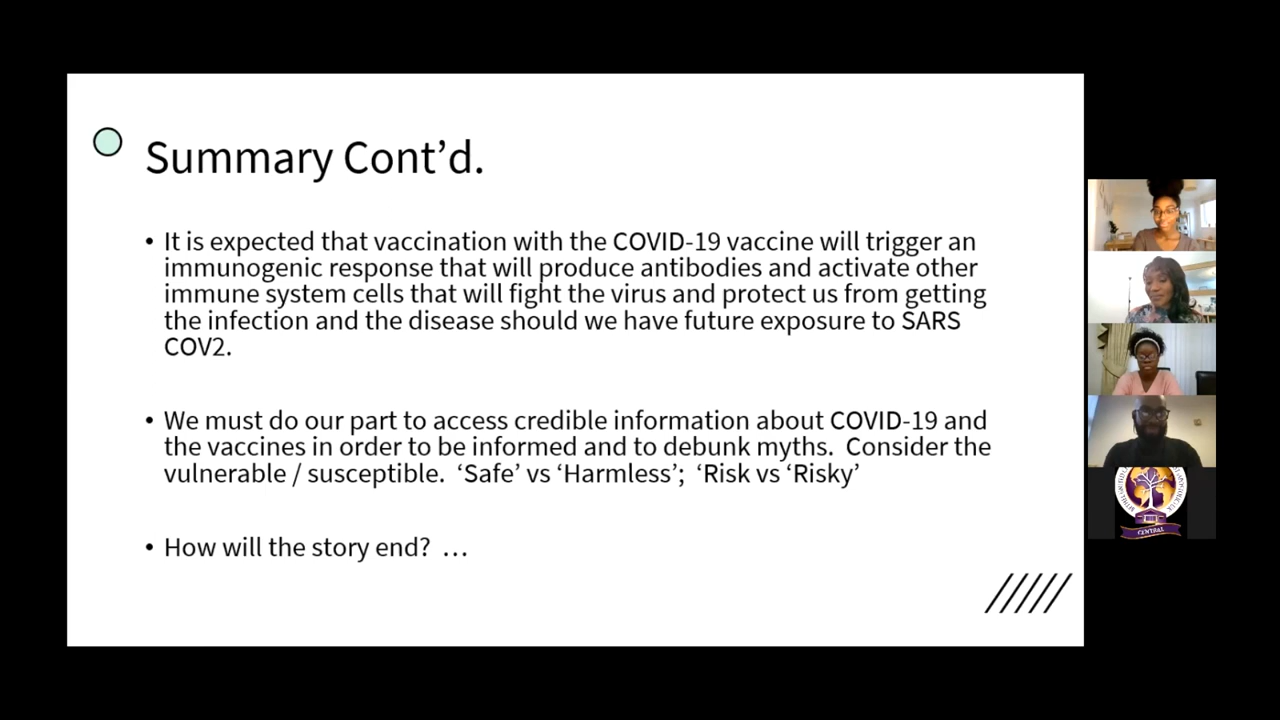 Summary Cont’d.
• It is expected that vaccination with the COVID-19 vaccine will trigger an
immunogenic response that will produce antibodies and activate other
immune system cells that will fight the virus and protect us from getting
the infection and the disease should we have future exposure to SARS
COV2.
• We must do our part to access credible information about COVID-19 and
the vaccines in order to be informed and to debunk myths.  Consider the
vulnerable / susceptible.  ‘Safe’ vs ‘Harmless’;  ‘Risk vs ‘Risky’
• How will the story end?  …
CENTRAL